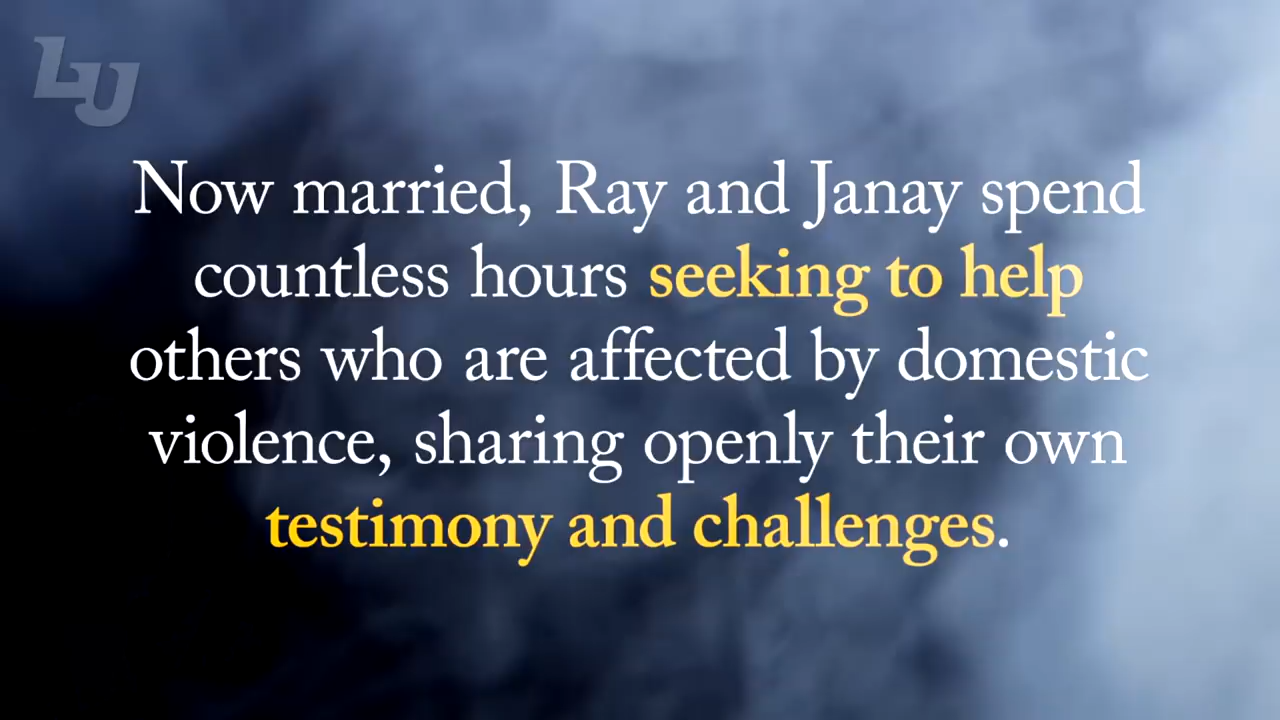 LU
Now married, Ray and Janay spend
countless hours seeking to help
others who are affected by domestic
violence, sharing openly their own
testimony and challenges.